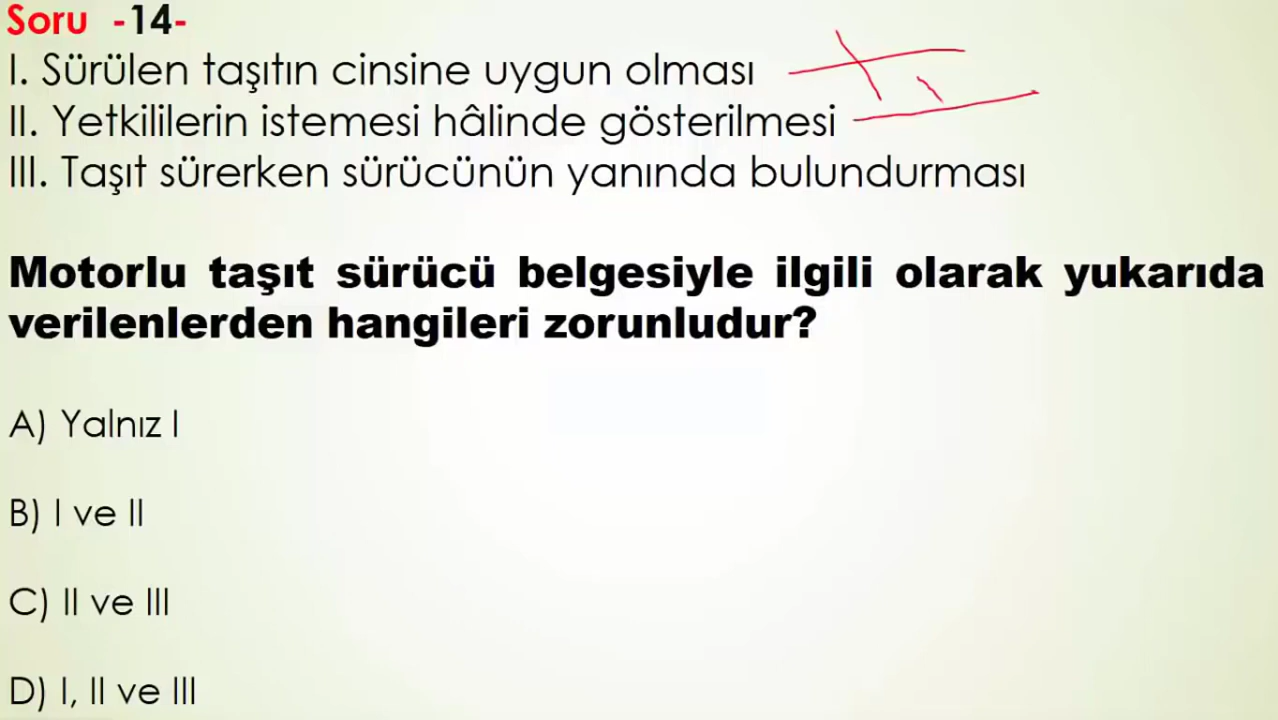 Soru -14-
I. Sürülen taşıtın cinsine uygun olması
II. Yetkililerin istemesi hâlinde gösterilmesi
III. Taşıt sürerken sürücünün yanında bulundurması
Motorlu taşıt sürücü belgesiyle ilgili olarak yukarıda
verilenlerden hangileri zorunludur?
A) Yalnız I
B) I ve II
C) II ve III
D) I, II ve III